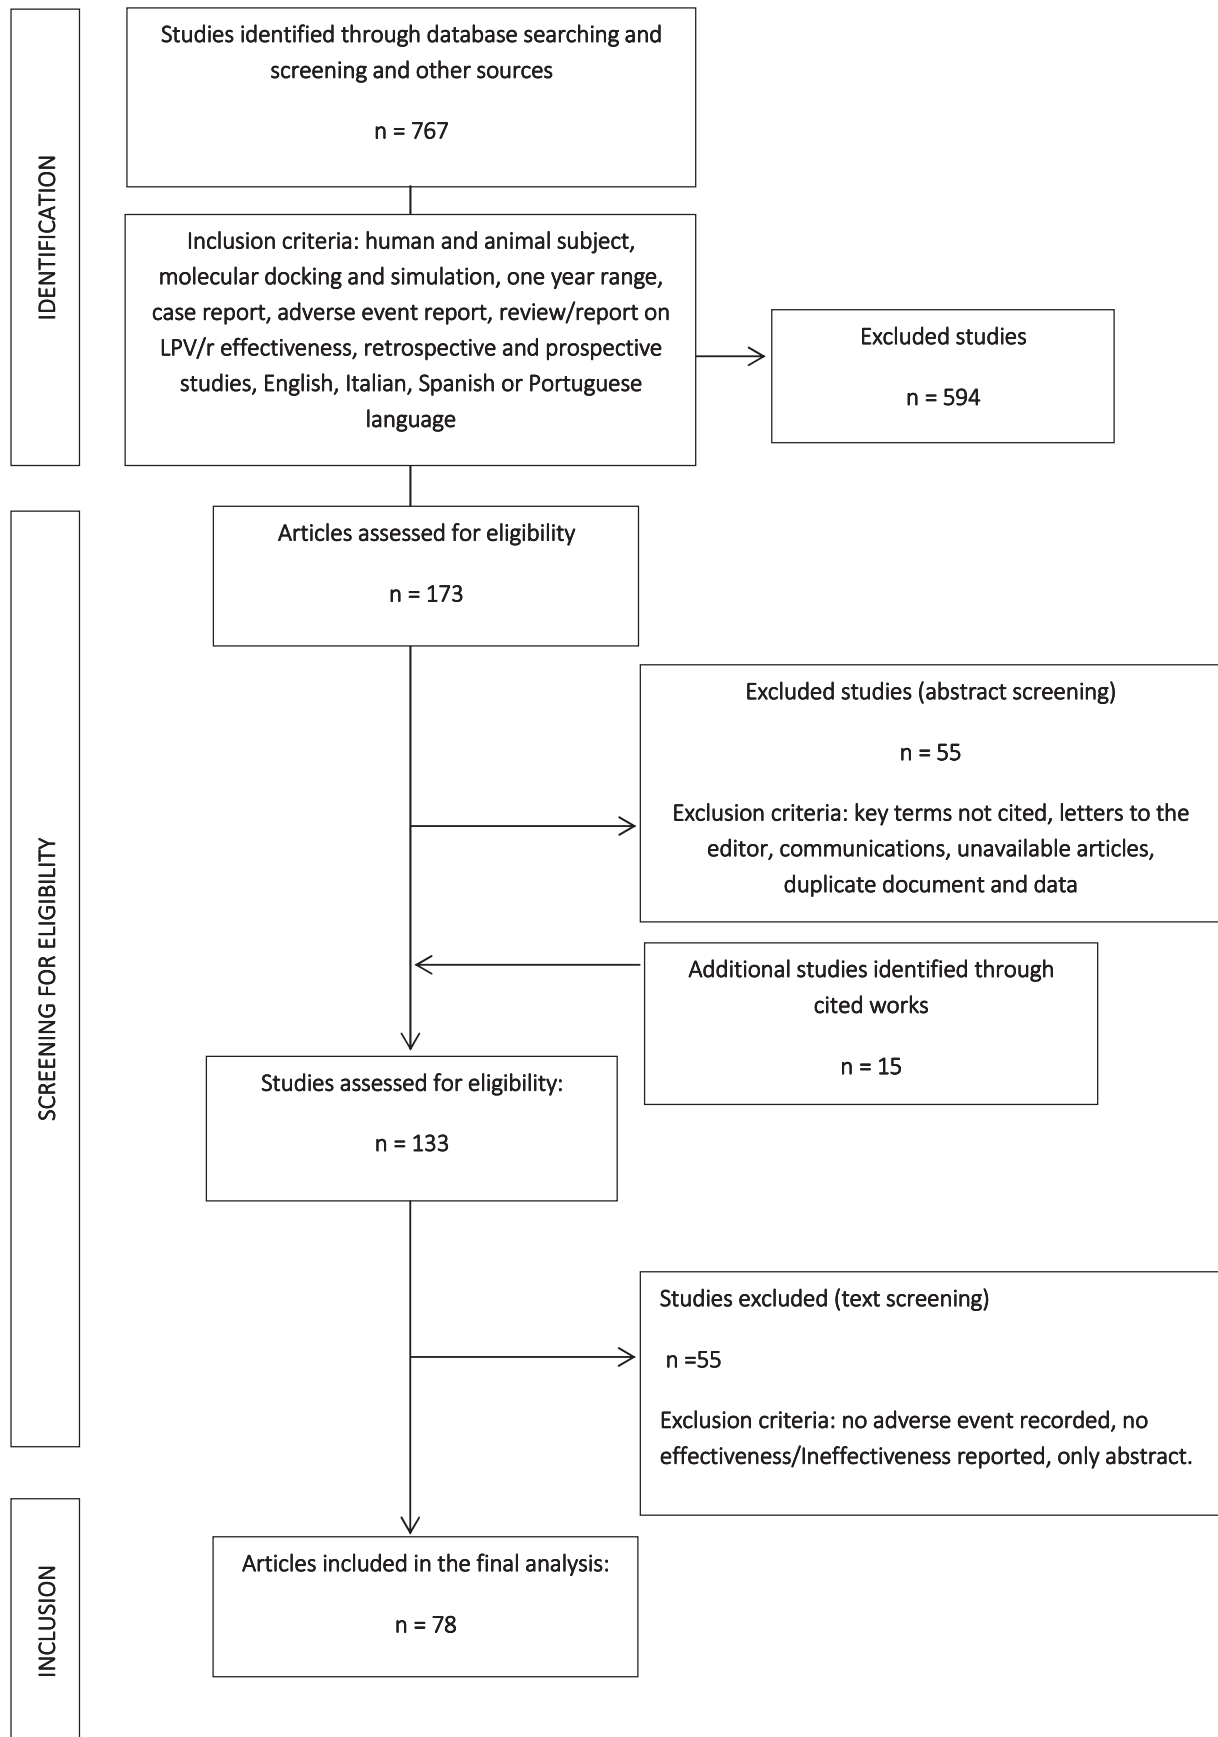 IDENTIFICATION
Studies identified through database searching and
screening and other sources
n = 767
Inclusion criteria: human and animal subject,
molecular docking and simulation, one year range,
case report, adverse event report, review/report on
LPV/r effectiveness, retrospective and prospective
studies, English, Italian, Spanish or Portuguese
language
Excluded studies
n = 594
SCREENING FOR ELIGIBILITY
Articles assessed for eligibility
n = 173
Excluded studies (abstract screening)
n = 55
Exclusion criteria: key terms not cited, letters to the
editor, communications, unavailable articles,
duplicate document and data
Additional studies identified through
cited works
n = 15
Studies assessed for eligibility:
n = 133
Studies excluded (text screening)
n =55
Exclusion criteria: no adverse event recorded, no
effectiveness/Ineffectiveness reported, only abstract.
INCLUSION
Articles included in the final analysis:
n = 78